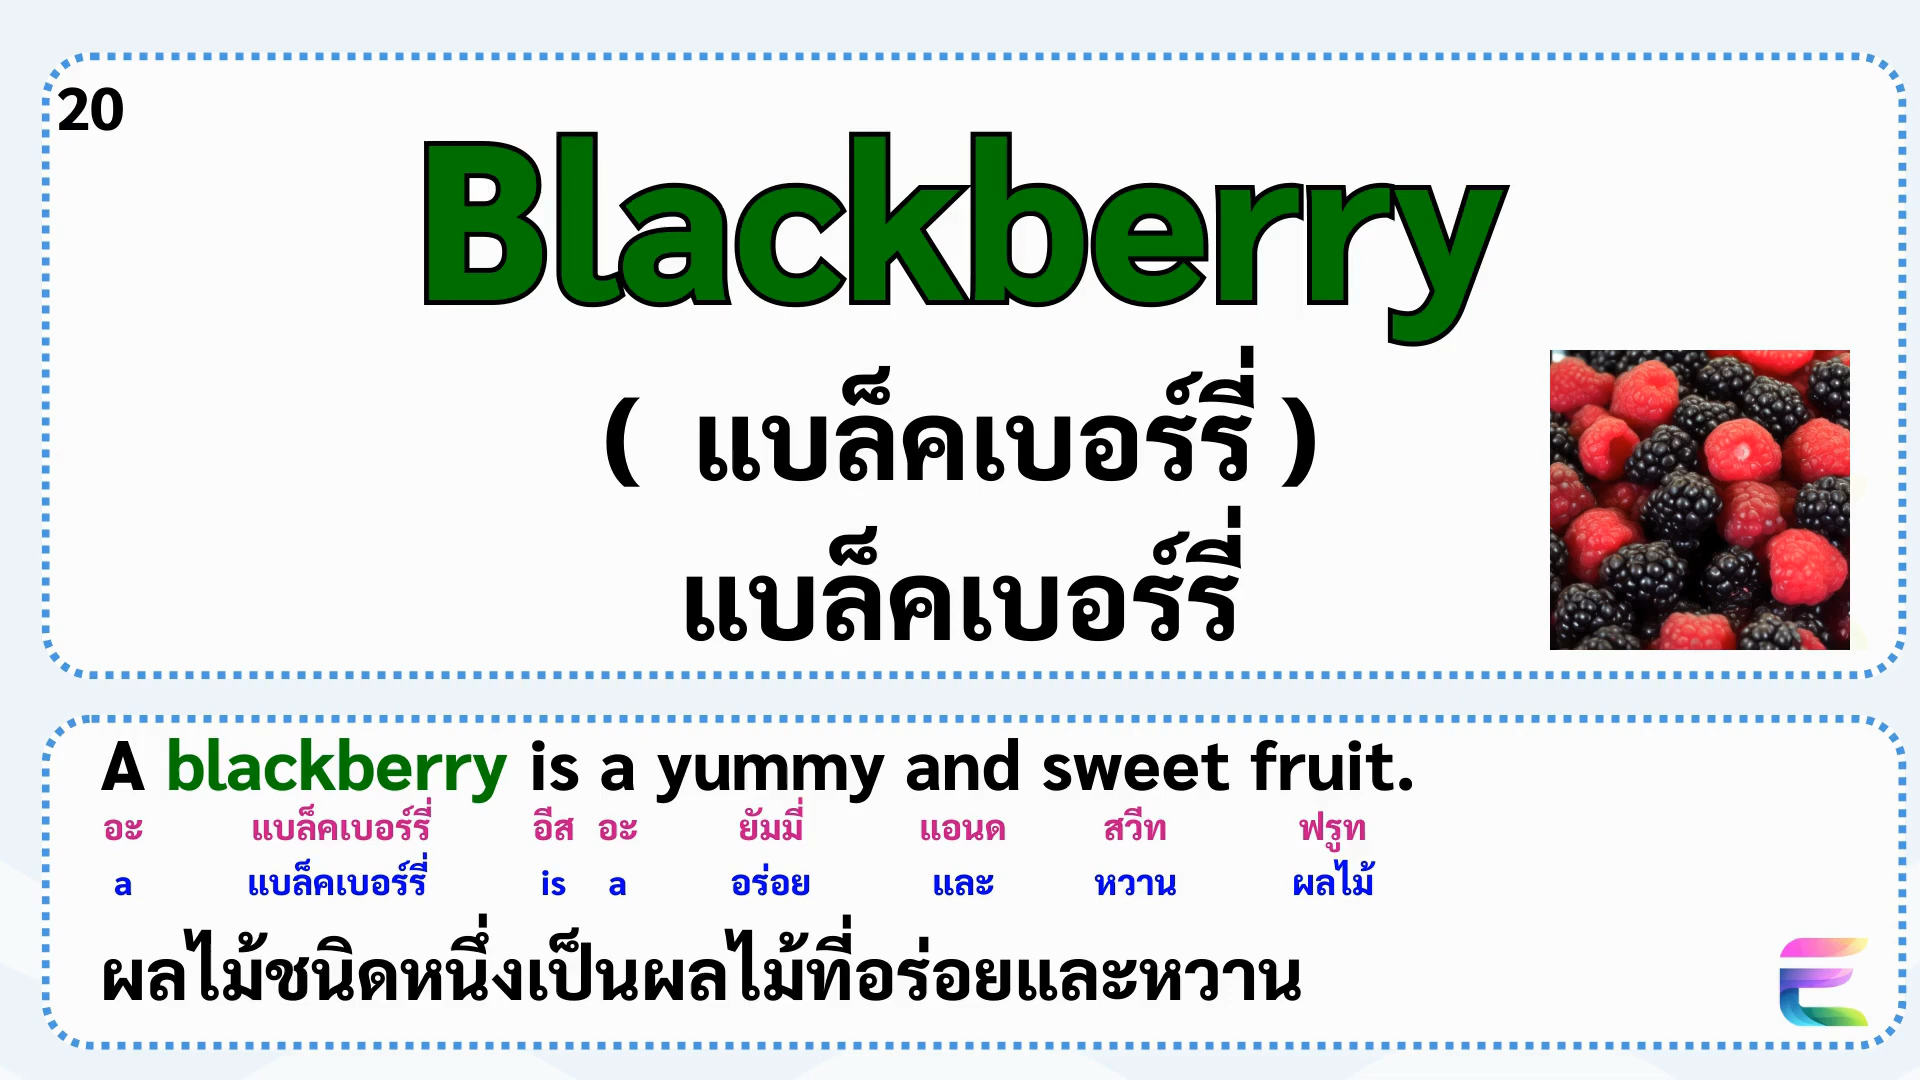 20
Blackberry
( แบล็คเบอร์รี่ )
แบล็คเบอร์รี่
A blackberry is a yummy and sweet fruit.
อะ แบล็คเบอร์รี่ อีส อะ ยัมมี่ แอนด สวีท ฟรูท
a แบล็คเบอร์รี่ is a อร่อย และ หวาน ผลไม้
ผลไม้ชนิดหนึ่งเป็นผลไม้ที่อร่อยและหวาน